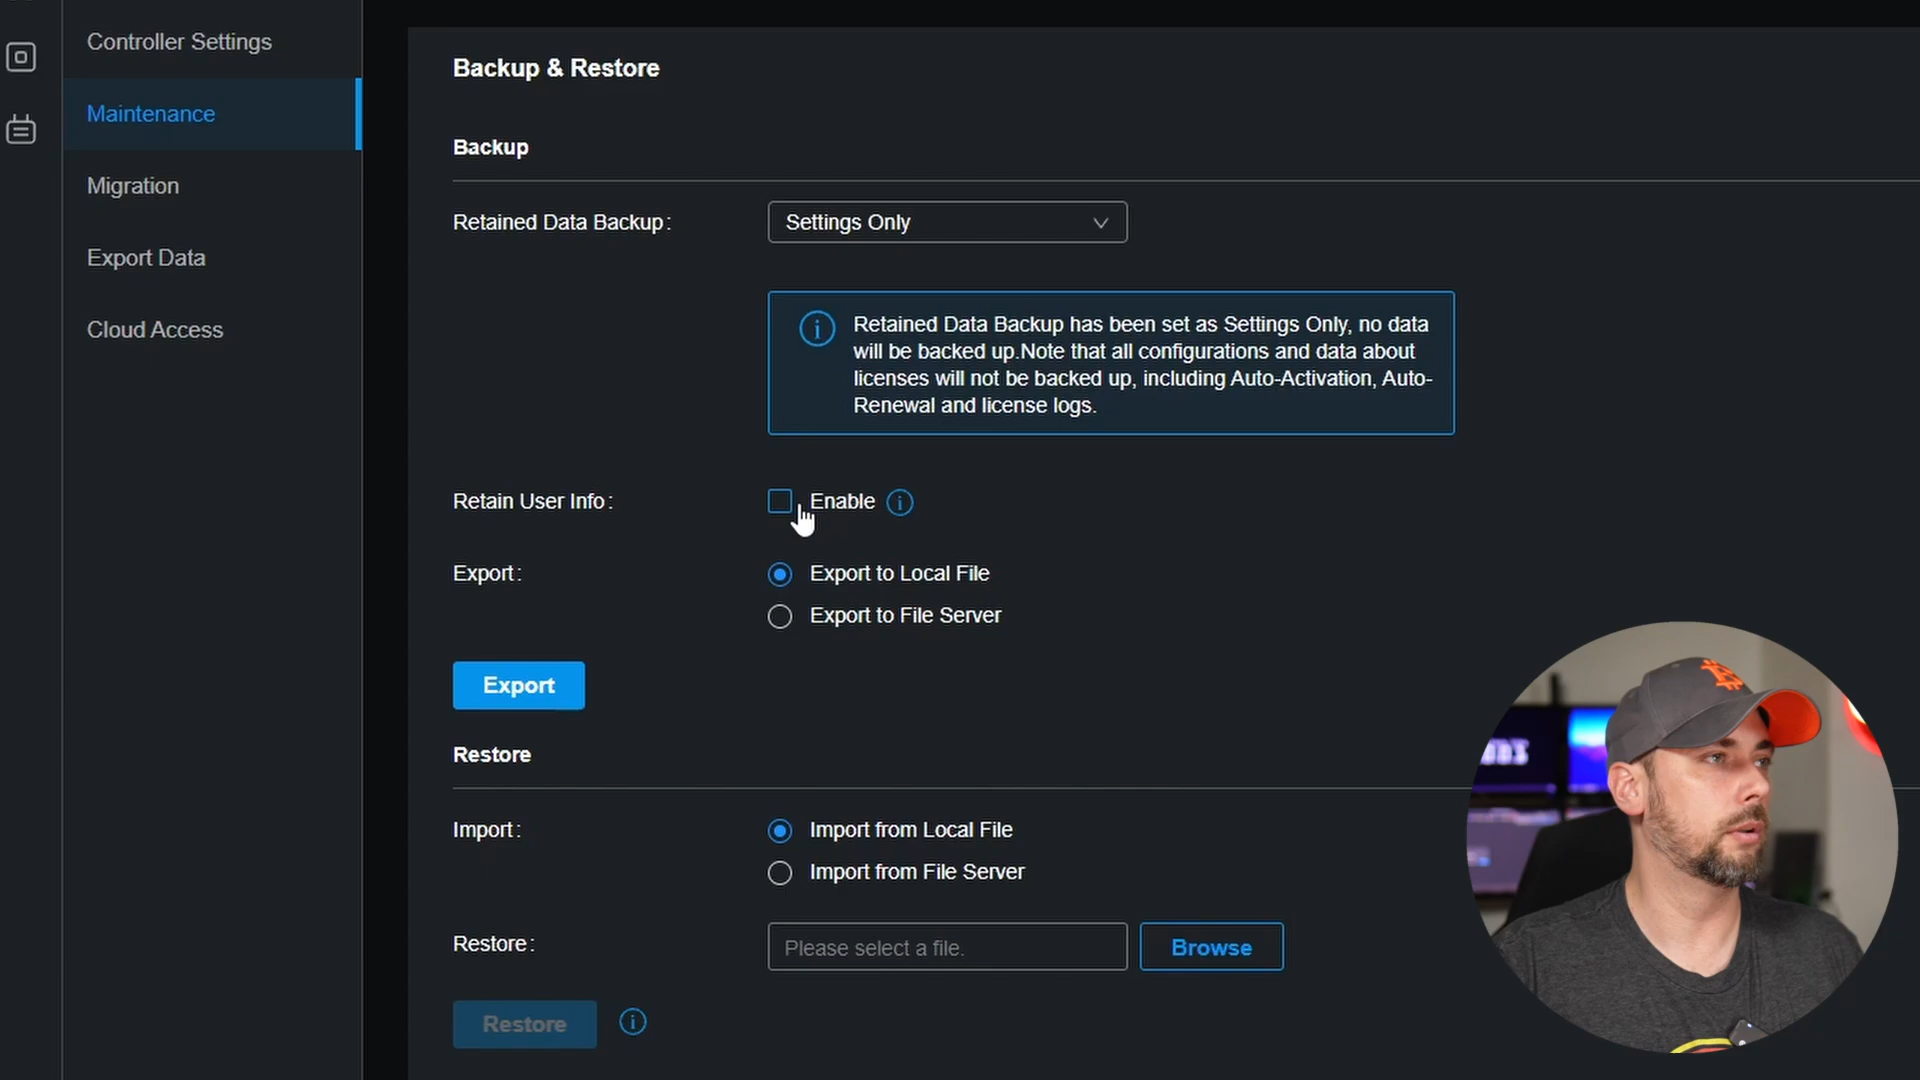 Controller Settings
Maintenance
Migration
Export Data
Cloud Access
Backup & Restore
Backup
Retained Data Backup:
Settings Only
Retained Data Backup has been set as Settings Only, no data
will be backed up.Note that all configurations and data about
licenses will not be backed up, including Auto-Activation, Auto-
Renewal and license logs.
Retain User Info:
Enable
Export:
Export to Local File
Export to File Server
Export
Restore
Import:
Import from Local File
Import from File Server
Restore:
Please select a file.
Browse
Restore